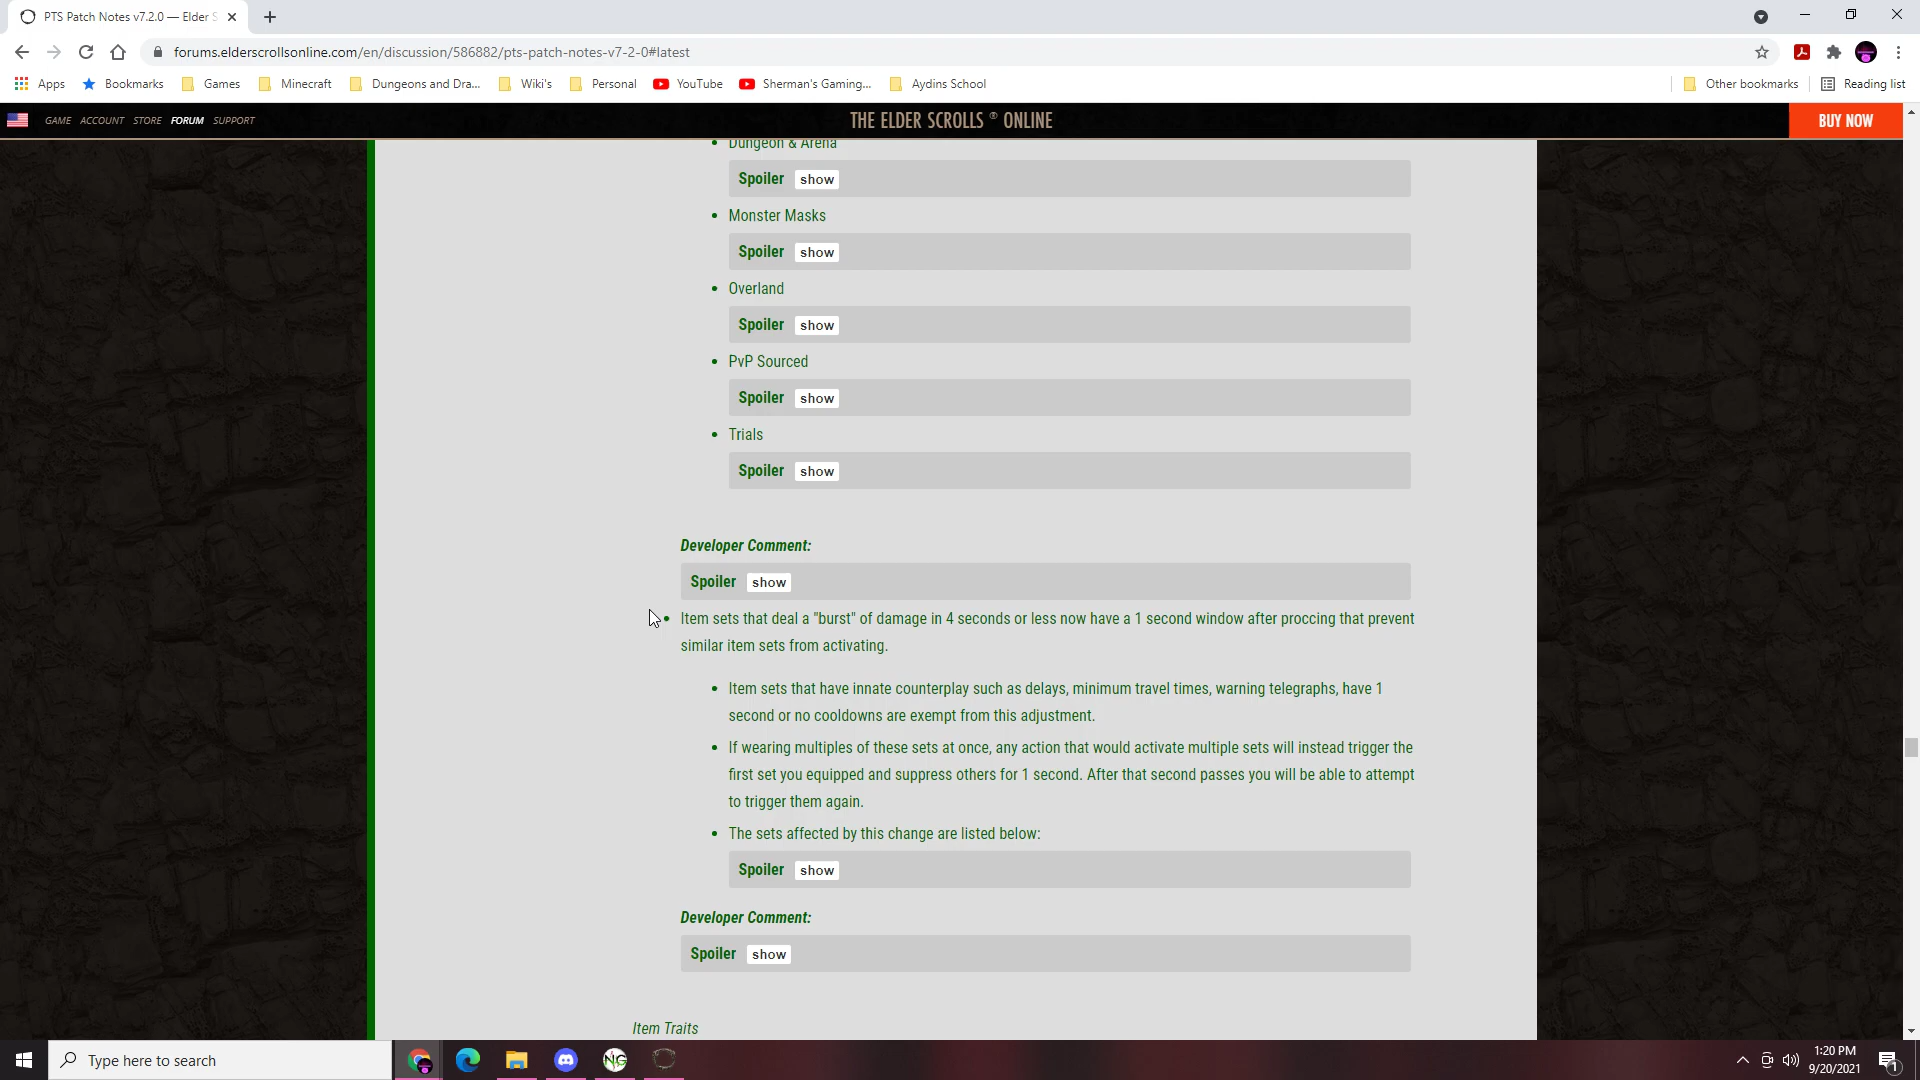 PTS Patch Notes v7.2.0 — Elder S
forums.elderscrollsonline.com/en/discussion/586882/pts-patch-notes-v7-2-0#latest
Apps Bookmarks Games Minecraft Dungeons and Dra... Wiki's Personal YouTube Sherman's Gaming... Aydins School Other bookmarks Reading list
GAME ACCOUNT STORE FORUM SUPPORT THE ELDER SCROLLS ® ONLINE BUY NOW
• Dungeon & Arena
Spoiler show
• Monster Masks
Spoiler show
• Overland
Spoiler show
• PvP Sourced
Spoiler show
• Trials
Spoiler show
Developer Comment:
Spoiler show
• Item sets that deal a "burst" of damage in 4 seconds or less now have a 1 second window after proccing that prevent
similar item sets from activating.
• Item sets that have innate counterplay such as delays, minimum travel times, warning telegraphs, have 1
second or no cooldowns are exempt from this adjustment.
• If wearing multiples of these sets at once, any action that would activate multiple sets will instead trigger the
first set you equipped and suppress others for 1 second. After that second passes you will be able to attempt
to trigger them again.
• The sets affected by this change are listed below:
Spoiler show
Developer Comment:
Spoiler show
Item Traits
Type here to search
NG
1:20 PM
9/20/2021
1